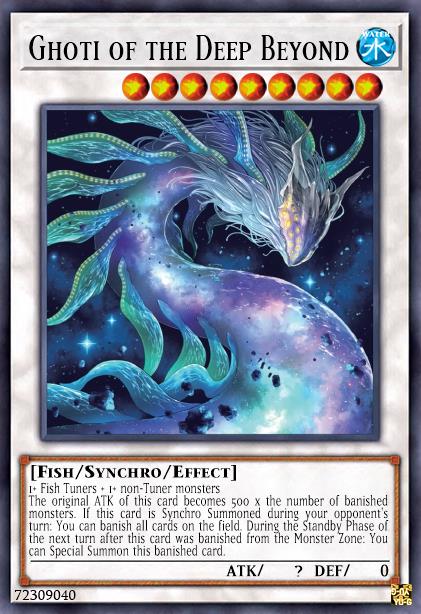 GHOTI OF THE DEEP BEYOND
WATER
水
[FISH/SYNCHRO/EFFECT]
1+ Fish Tuners + 1+ non-Tuner monsters
The original ATK of this card becomes 500 x the number of banished
monsters. If this card is Synchro Summoned during your opponent's
turn: You can banish all cards on the field. During the Standby Phase of
the next turn after this card was banished from the Monster Zone: You
can Special Summon this banished card.
ATK/ ? DEF/ 0
72309040